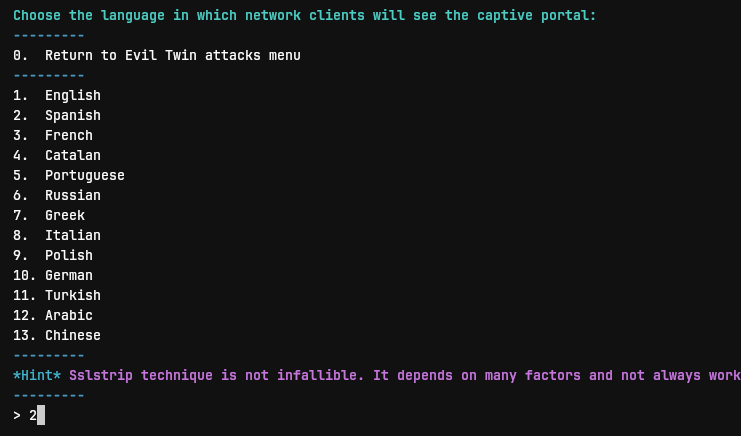 Choose the language in which network clients will see the captive portal:
---------
0.  Return to Evil Twin attacks menu
---------
1.  English
2.  Spanish
3.  French
4.  Catalan
5.  Portuguese
6.  Russian
7.  Greek
8.  Italian
9.  Polish
10. German
11. Turkish
12. Arabic
13. Chinese
---------
*Hint* Sslstrip technique is not infallible. It depends on many factors and not always work
---------
> 2